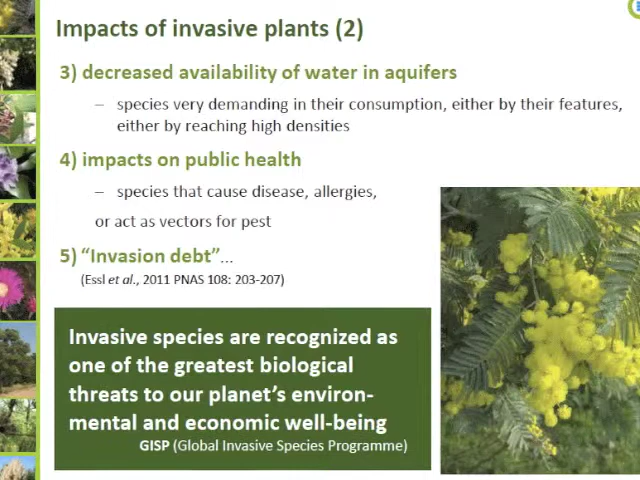 Impacts of invasive plants (2)
3) decreased availability of water in aquifers
– species very demanding in their consumption, either by their features,
either by reaching high densities
4) impacts on public health
– species that cause disease, allergies,
or act as vectors for pest
5) “Invasion debt”...
(Essl et al., 2011 PNAS 108: 203-207)
Invasive species are recognized as
one of the greatest biological
threats to our planet’s environ-
mental and economic well-being
GISP (Global Invasive Species Programme)